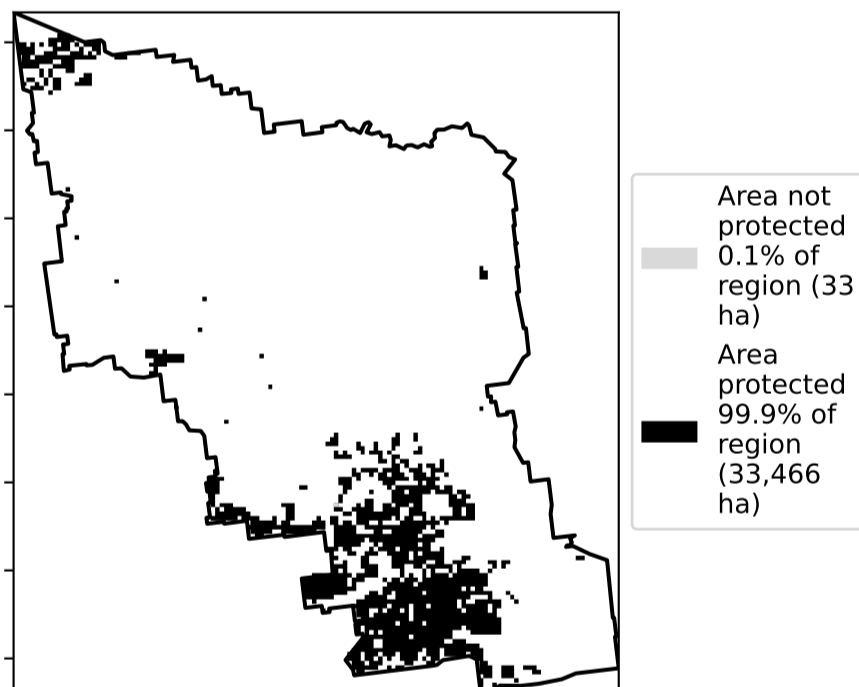 Area not
protected
0.1% of
region (33
ha)
Area
protected
99.9% of
region
(33,466
ha)